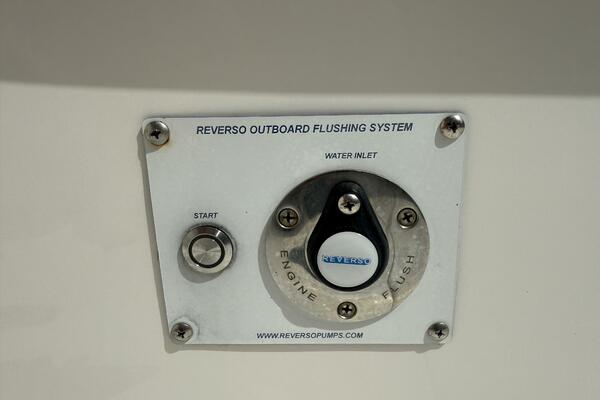 REVERSO OUTBOARD FLUSHING SYSTEM
WATER INLET
START
REVERSO
ENGINE FLUSH
WWW.REVERSOPUMPS.COM